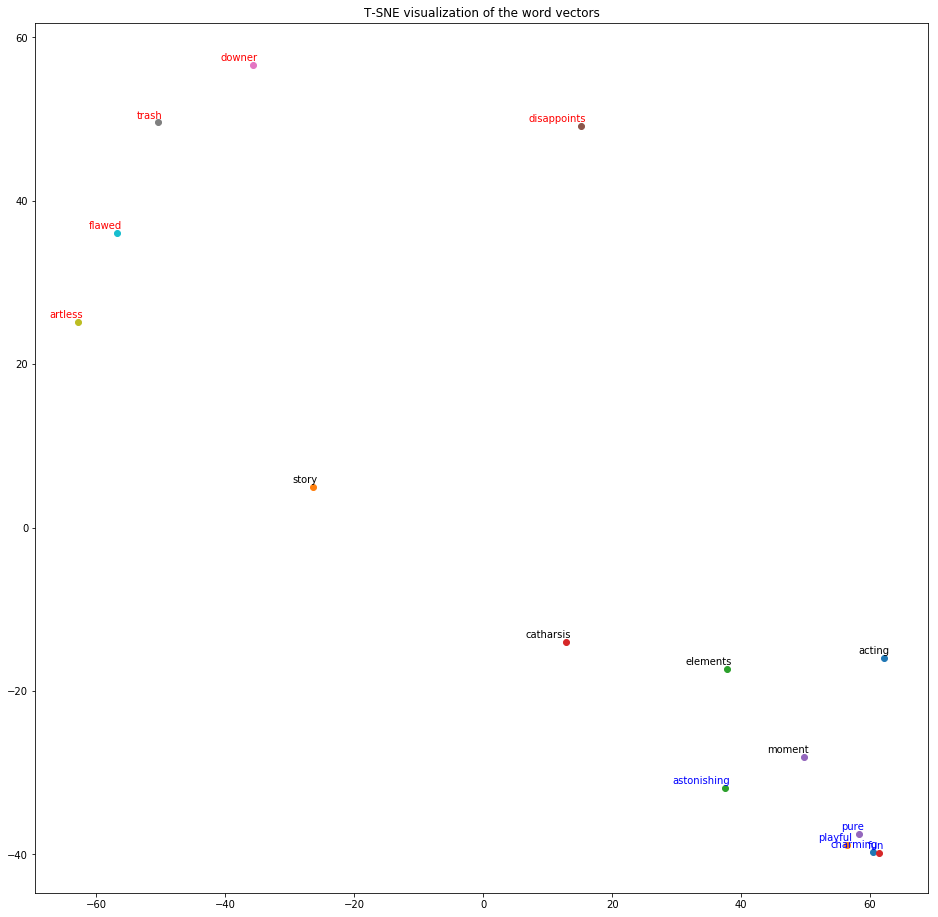 T-SNE visualization of the word vectors
60
downer
trash
disappoints
40
flawed
artless
20
story
0
catharsis
acting
elements
−20
moment
astonishing
pure
playful
charming
fun
−40
−60 −40 −20 0 20 40 60